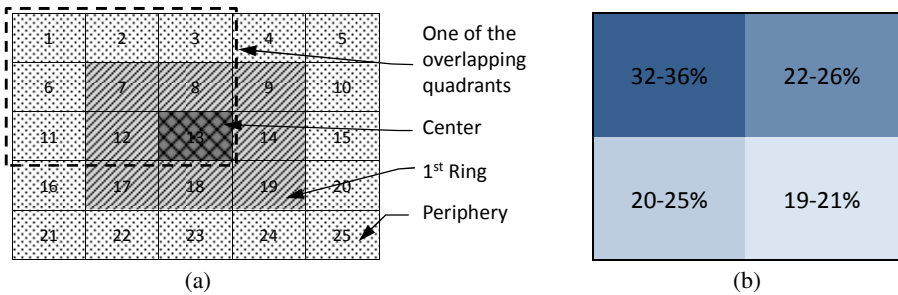 1 2 3 4 5
6 7 8 9 10
11 12 13 14 15
16 17 18 19 20
21 22 23 24 25
One of the
overlapping
quadrants
Center
1st Ring
Periphery
(a)
32-36% 22-26%
20-25% 19-21%
(b)